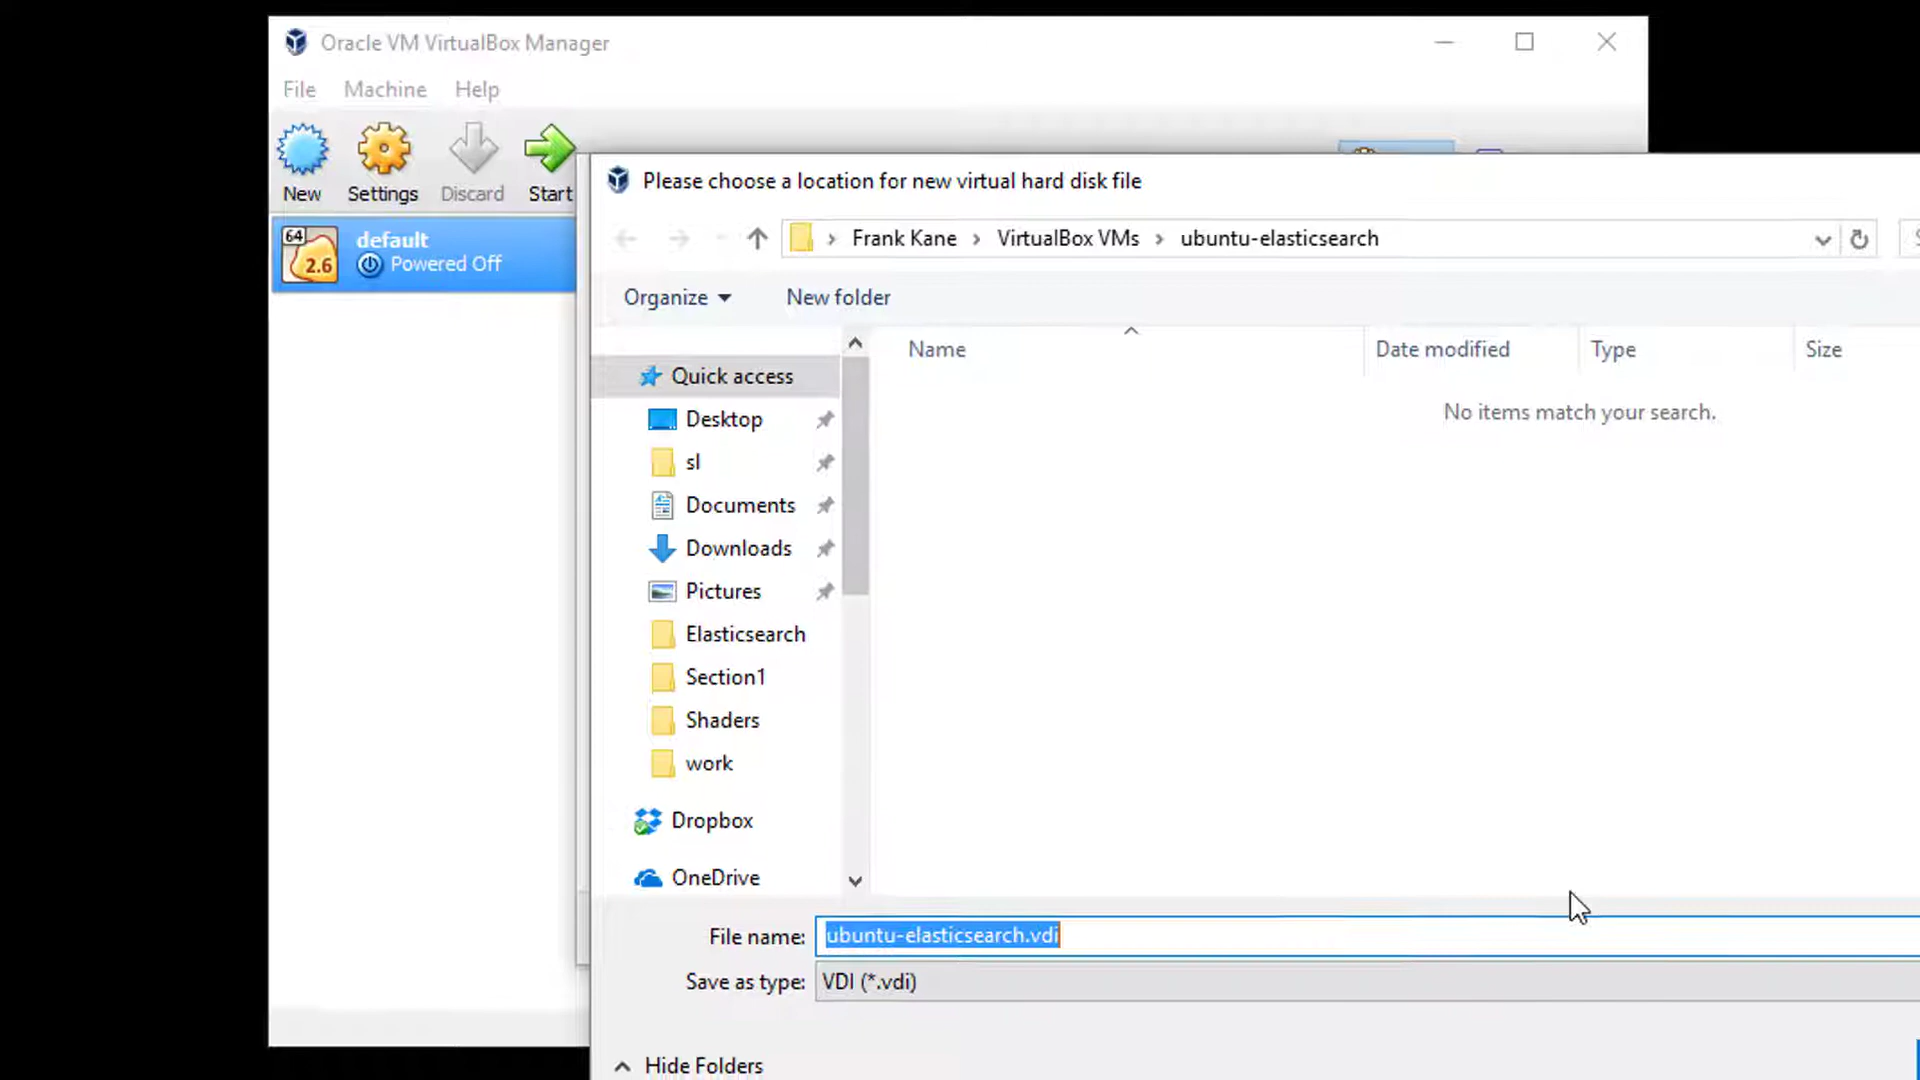 Oracle VM VirtualBox Manager
File Machine Help
New Settings Discard Start
64 default
2.6 Powered Off
Please choose a location for new virtual hard disk file
Frank Kane VirtualBox VMs ubuntu-elasticsearch
Organize New folder
Name Date modified Type Size
Quick access
No items match your search.
Desktop
sl
Documents
Downloads
Pictures
Elasticsearch
Section1
Shaders
work
Dropbox
OneDrive
File name: ubuntu-elasticsearch.vdi
Save as type: VDI (*.vdi)
Hide Folders